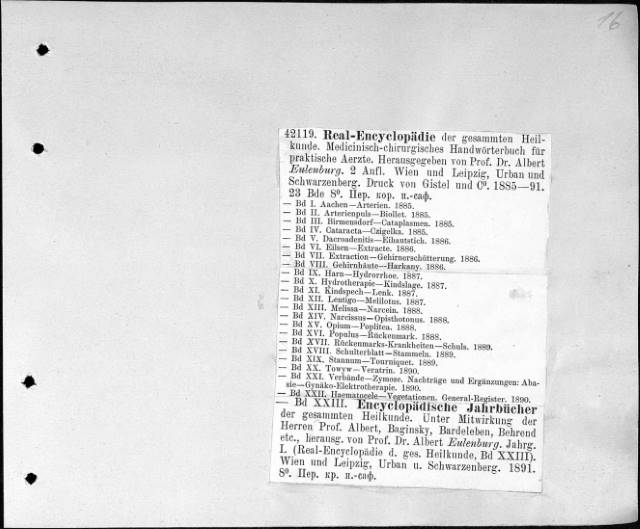 16
42119. Real-Encyclopädie der gesammten Heil-
kunde. Medicinisch-chirurgisches Handwörterbuch für
praktische Aerzte. Herausgegeben von Prof. Dr. Albert
Eulenburg. 2 Aufl. Wien und Leipzig, Urban und
Schwarzenberg. Druck von Gistel und Cº. 1885—91.
23 Bde 8º. Пер. кор. и.-саф.
— Bd I. Aachen—Arterien. 1885.
— Bd II. Arterienpuls—Biollet. 1885.
— Bd III. Birmensdorf—Cataplasmen. 1885.
— Bd IV. Cataracta—Czigelka. 1885.
— Bd V. Dacroadenitis—Eihautstich. 1886.
— Bd VI. Eilsen—Extracte. 1886.
— Bd VII. Extraction—Gehirnerschütterung. 1886.
— Bd VIII. Gehirnhäute—Harkany. 1886.
— Bd IX. Harn—Hydrorrhoe. 1887.
— Bd X. Hydrotherapie—Kindslage. 1887.
— Bd XI. Kindspech—Lenk. 1887.
— Bd XII. Lentigo—Melilotus. 1887.
— Bd XIII. Melissa—Narcein. 1888.
— Bd XIV. Narcissus—Opisthotonus. 1888.
— Bd XV. Opium—Poplitea. 1888.
— Bd XVI. Populus—Rückenmark. 1888.
— Bd XVII. Rückenmarks-Krankheiten—Schuls. 1889.
— Bd XVIII. Schulterblatt—Stammeln. 1889.
— Bd XIX. Stannum—Tourniquet. 1889.
— Bd XX. Towyw—Veratrin. 1890.
— Bd XXI. Verbände—Zymose. Nachträge und Ergänzungen: Aba-
sie—Gynäko-Elektrotherapie. 1890.
— Bd XXII. Haematocele—Vegetationen. General-Register. 1890.
— Bd XXIII. Encyclopädische Jahrbücher
der gesammten Heilkunde. Unter Mitwirkung der
Herren Prof. Albert, Baginsky, Bardeleben, Behrend
etc., herausg. von Prof. Dr. Albert Eulenburg. Jahrg.
I. (Real-Encyclopädie d. ges. Heilkunde, Bd XXIII).
Wien und Leipzig, Urban u. Schwarzenberg. 1891.
8º. Пер. кр. и.-саф.